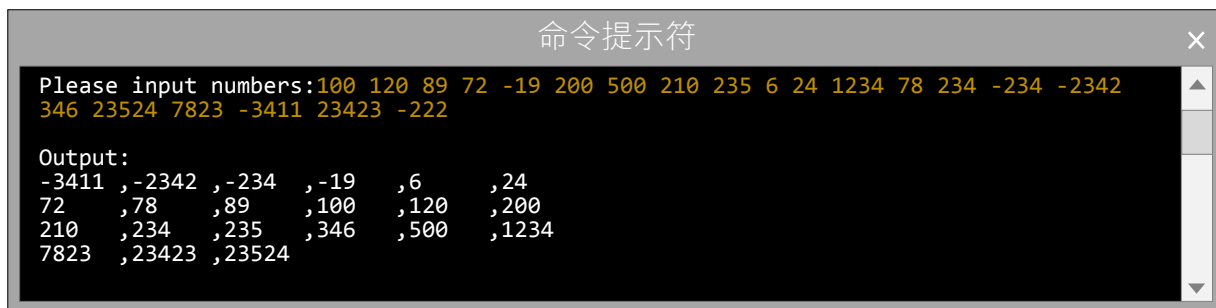 命令提示符
×
Please input numbers:100 120 89 72 -19 200 500 210 235 6 24 1234 78 234 -234 -2342
346 23524 7823 -3411 23423 -222
Output:
-3411 ,-2342 ,-234 ,-19 ,6 ,24
72 ,78 ,89 ,100 ,120 ,200
210 ,234 ,235 ,346 ,500 ,1234
7823 ,23423 ,23524